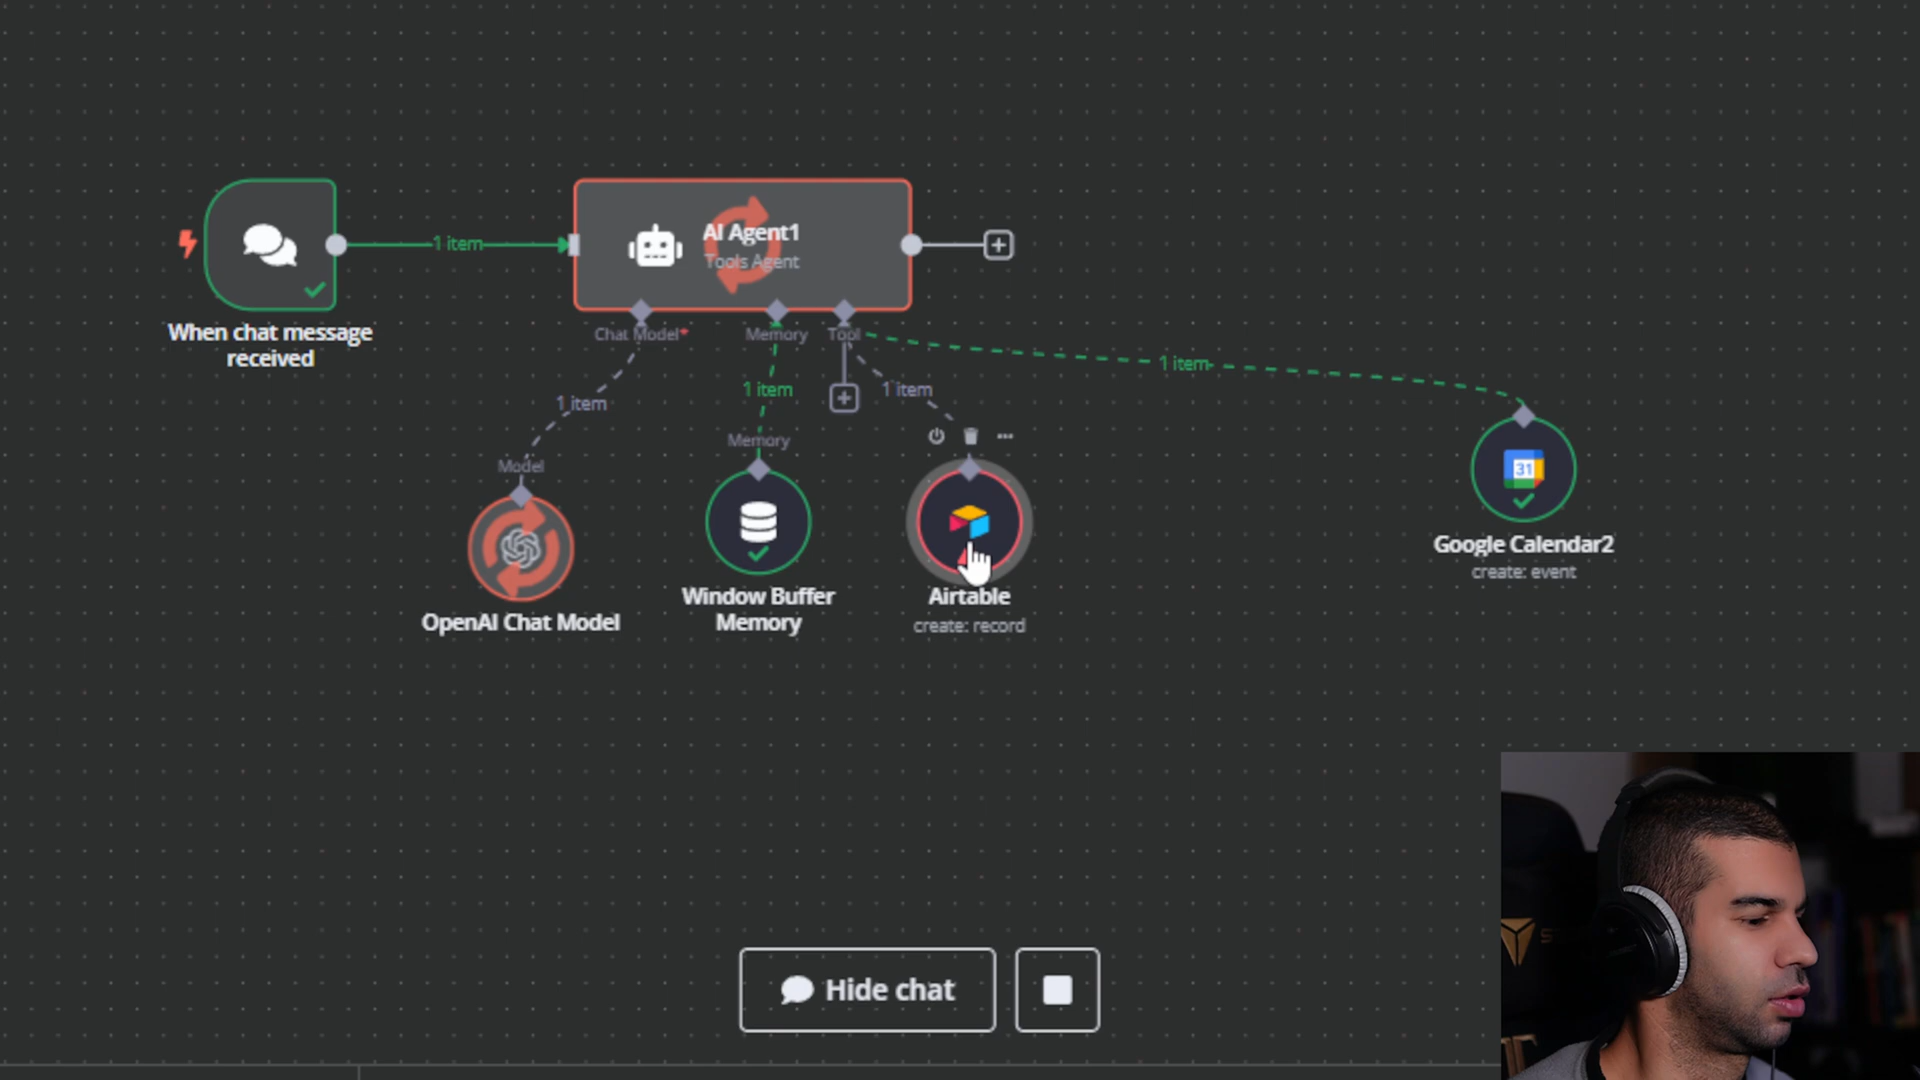 1 item
AI Agent1
Tools Agent
When chat message
received
Chat Model*
Memory
Tool
1 item
1 item
1 item
1 item
Model
Memory
31
OpenAI Chat Model
Window Buffer
Memory
Airtable
create: record
Google Calendar2
create: event
Hide chat